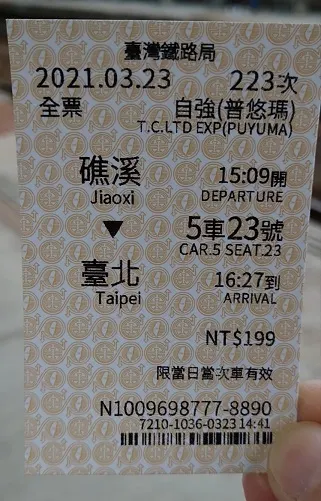 臺灣鐵路局
2021.03.23 223次
全票 自強(普悠瑪)
T.C.LTD EXP(PUYUMA)
礁溪 15:09開
Jiaoxi DEPARTURE
▼ 5車23號
CAR.5 SEAT.23
臺北 16:27到
Taipei ARRIVAL
NT$199
限當日當次車有效
N1009698777-8890
7210-1036-0323 14:41